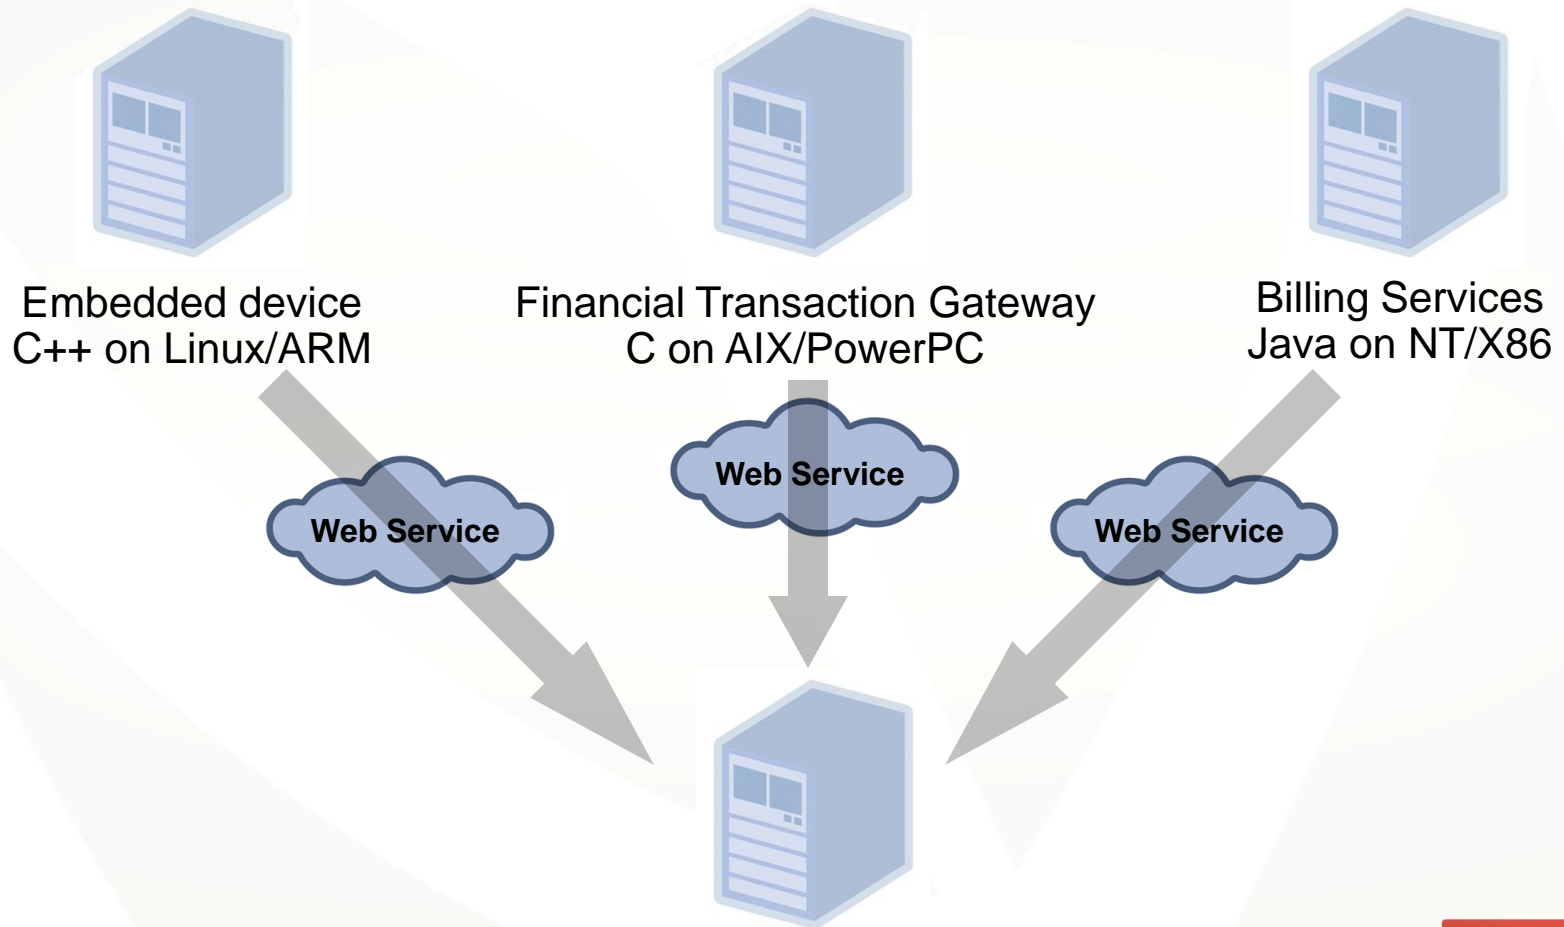 Embedded device
C++ on Linux/ARM
Financial Transaction Gateway
C on AIX/PowerPC
Billing Services
Java on NT/X86
Web Service
Web Service
Web Service